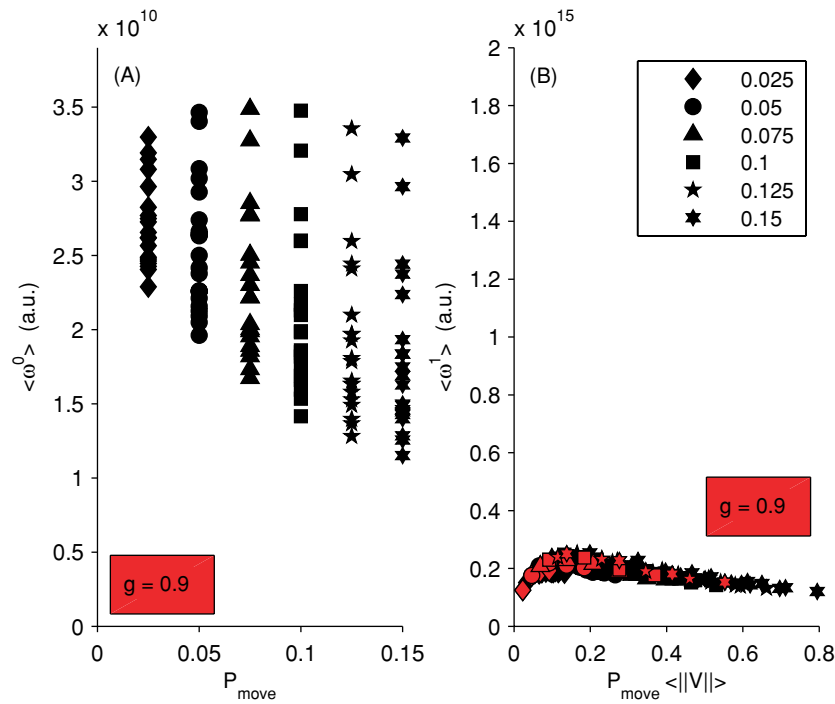 x 10^10
(A)
3.5
3
2.5
2
1.5
1
0.5
0
<ω^0> (a.u.)
g = 0.9
0 0.05 0.1 0.15
P_move
x 10^15
(B)
2
1.8
1.6
1.4
1.2
1
0.8
0.6
0.4
0.2
0
<ω^1> (a.u.)
0.025
0.05
0.075
0.1
0.125
0.15
g = 0.9
0 0.2 0.4 0.6 0.8
P_move <||V||>